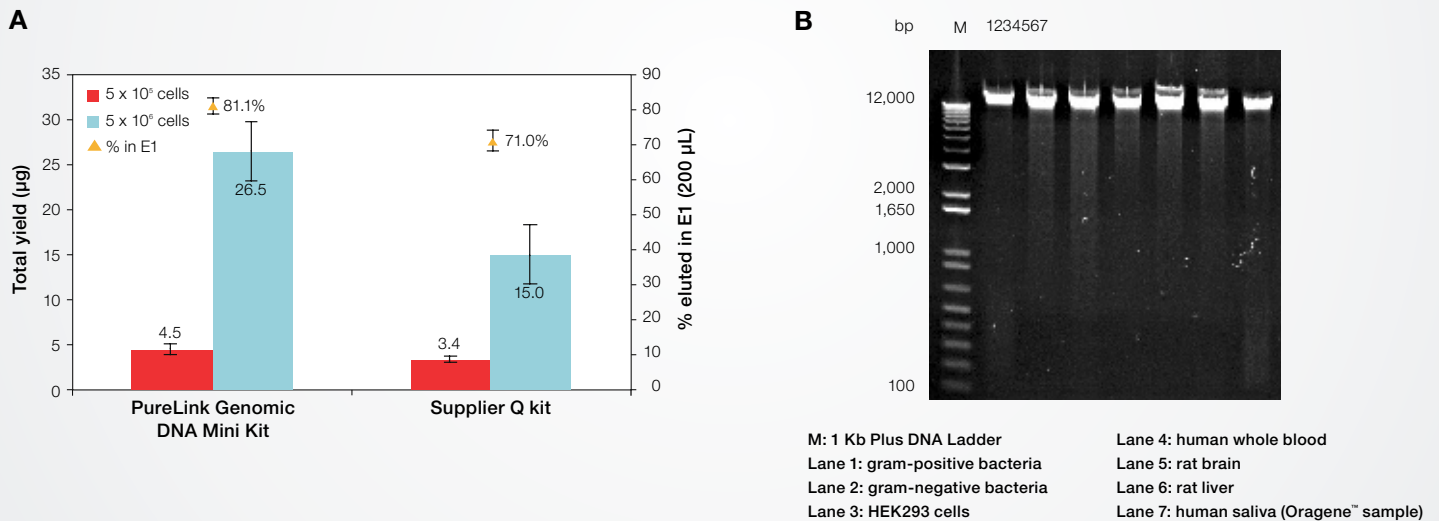 A
35
30
25
20
15
10
5
0
Total yield (µg)
5 x 10⁵ cells
5 x 10⁶ cells
% in E1
81.1%
26.5
4.5
71.0%
15.0
3.4
90
80
70
60
50
40
30
20
10
0
% eluted in E1 (200 µL)
PureLink Genomic
DNA Mini Kit
Supplier Q kit
B
bp M 1234567
12,000
2,000
1,650
1,000
100
M: 1 Kb Plus DNA Ladder
Lane 1: gram-positive bacteria
Lane 2: gram-negative bacteria
Lane 3: HEK293 cells
Lane 4: human whole blood
Lane 5: rat brain
Lane 6: rat liver
Lane 7: human saliva (Oragene™ sample)